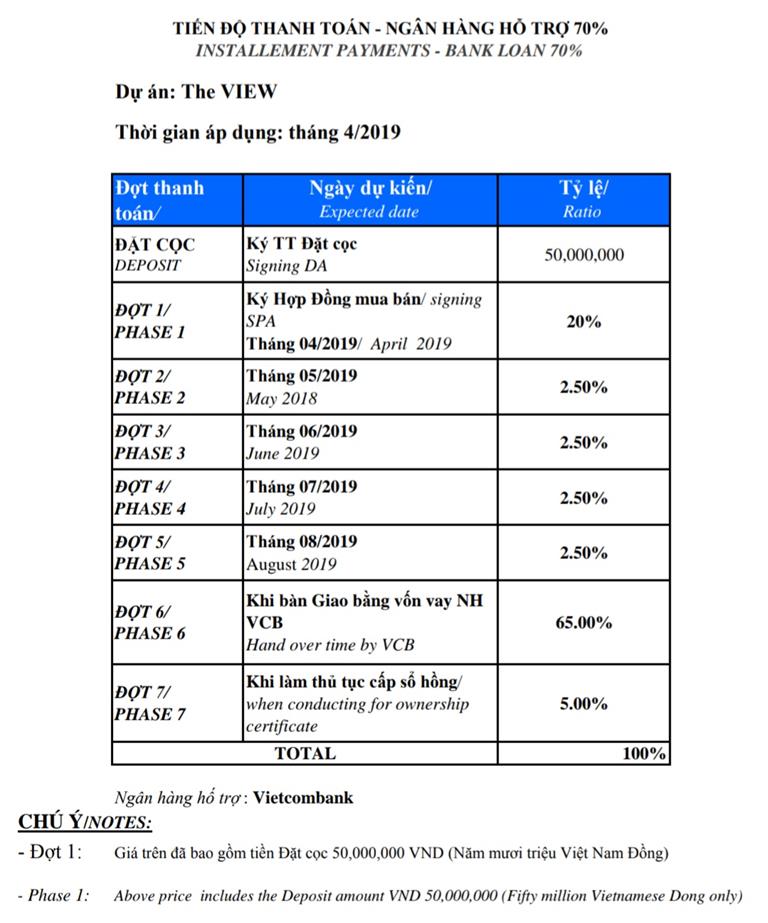 TIẾN ĐỘ THANH TOÁN - NGÂN HÀNG HỖ TRỢ 70%
INSTALLEMENT PAYMENTS - BANK LOAN 70%
Dự án: The VIEW
Thời gian áp dụng: tháng 4/2019
Đợt thanh
toán/
Ngày dự kiến/
Expected date
Tỷ lệ/
Ratio
ĐẶT CỌC
DEPOSIT
Ký TT Đặt cọc
Signing DA
50,000,000
ĐỢT 1/
PHASE 1
Ký Hợp Đồng mua bán/ signing
SPA
Tháng 04/2019/ April 2019
20%
ĐỢT 2/
PHASE 2
Tháng 05/2019
May 2018
2.50%
ĐỢT 3/
PHASE 3
Tháng 06/2019
June 2019
2.50%
ĐỢT 4/
PHASE 4
Tháng 07/2019
July 2019
2.50%
ĐỢT 5/
PHASE 5
Tháng 08/2019
August 2019
2.50%
ĐỢT 6/
PHASE 6
Khi bàn Giao bằng vốn vay NH
VCB
Hand over time by VCB
65.00%
ĐỢT 7/
PHASE 7
Khi làm thủ tục cấp sổ hồng/
when conducting for ownership
certificate
5.00%
TOTAL
100%
Ngân hàng hố trợ : Vietcombank
CHÚ Ý/NOTES:
- Đợt 1: Giá trên đã bao gồm tiền Đặt cọc 50,000,000 VND (Năm mươi triệu Việt Nam Đồng)
- Phase 1: Above price includes the Deposit amount VND 50,000,000 (Fifty million Vietnamese Dong only)